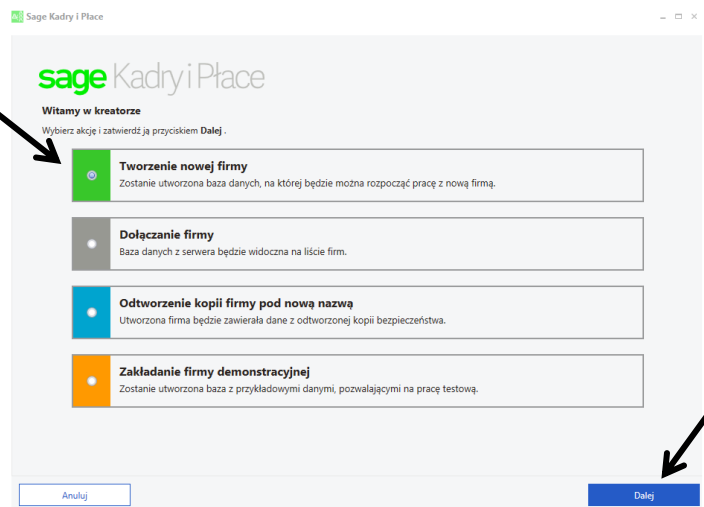 Sage Kadry i Płace
sage Kadry i Płace
Witamy w kreatorze
Wybierz akcję i zatwierdź ją przyciskiem Dalej .
Tworzenie nowej firmy
Zostanie utworzona baza danych, na której będzie można rozpocząć pracę z nową firmą.
Dołączanie firmy
Baza danych z serwera będzie widoczna na liście firm.
Odtworzenie kopii firmy pod nową nazwą
Utworzona firma będzie zawierała dane z odtworzonej kopii bezpieczeństwa.
Zakładanie firmy demonstracyjnej
Zostanie utworzona baza z przykładowymi danymi, pozwalającymi na pracę testową.
Anuluj
Dalej